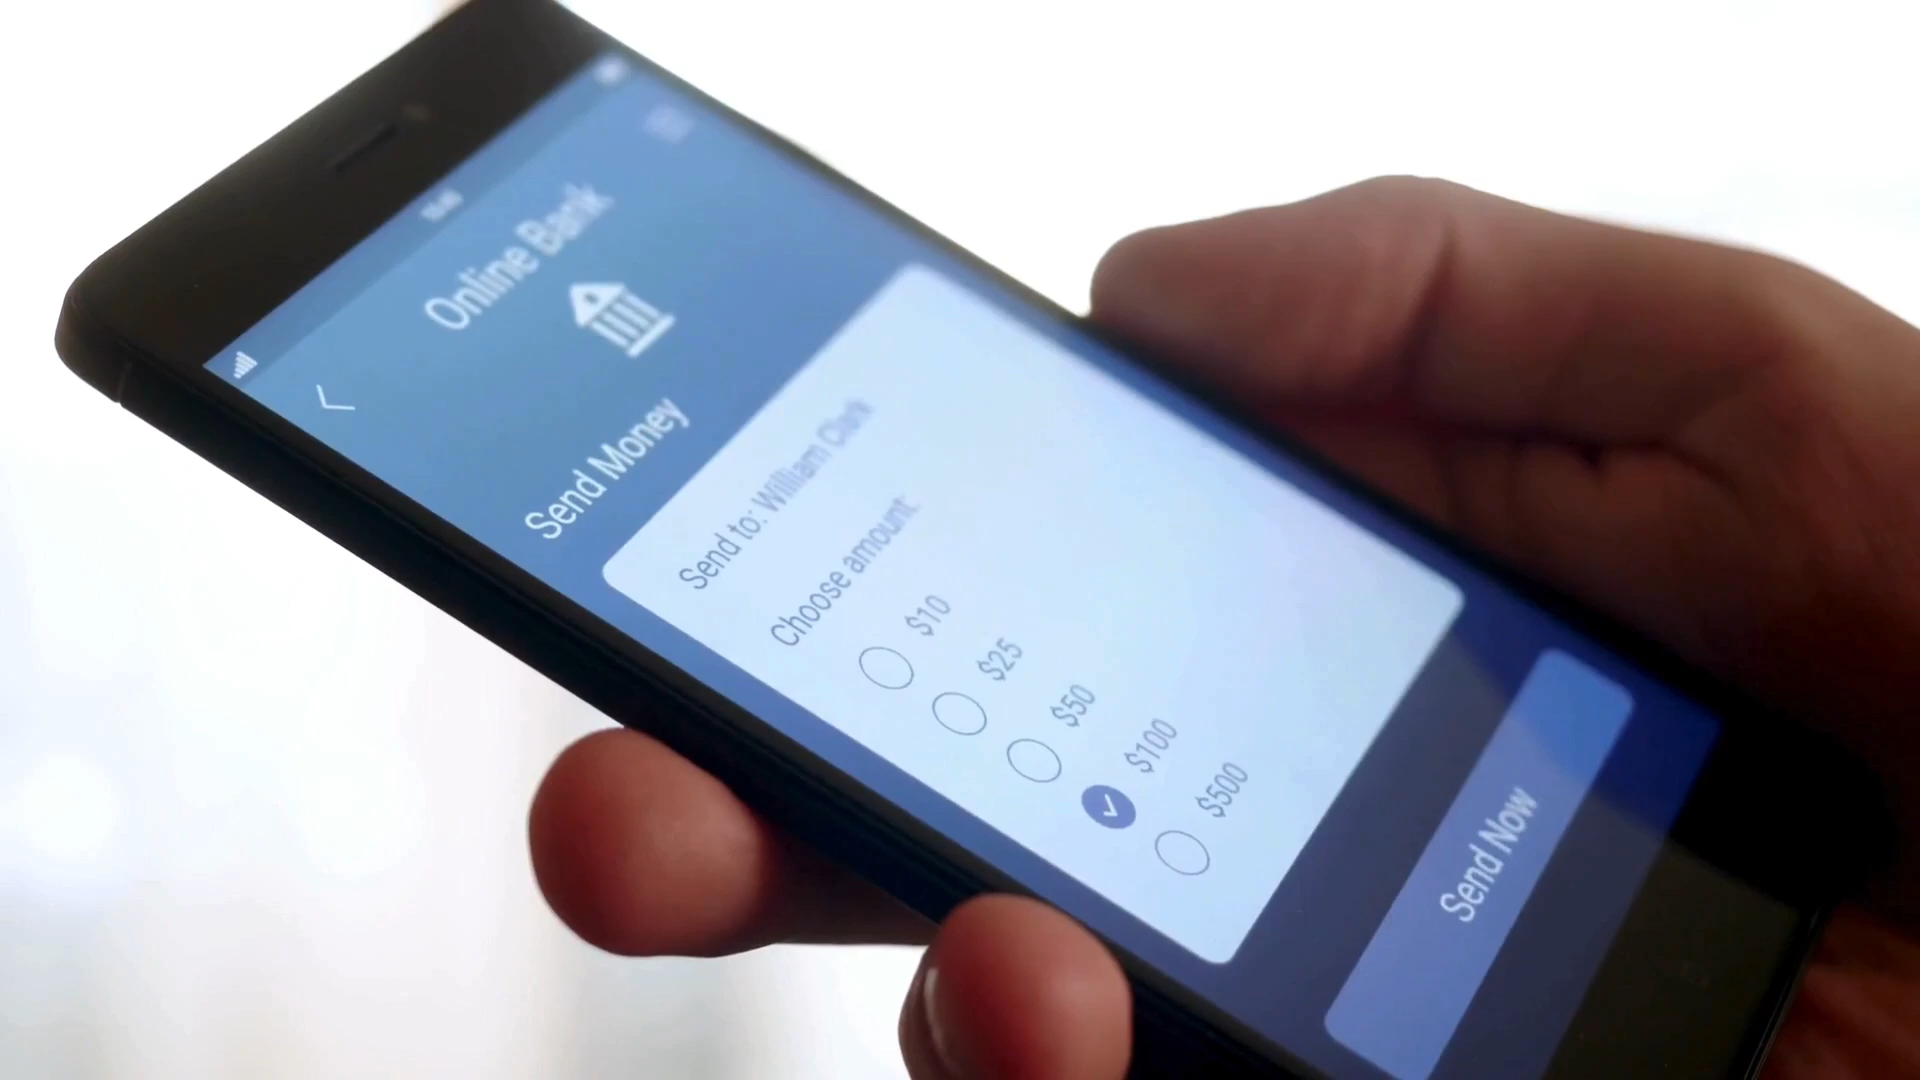 Online Bank
Send Money
Send to: William Clark
Choose amount:
$10
$25
$50
$100
$500
Send Now